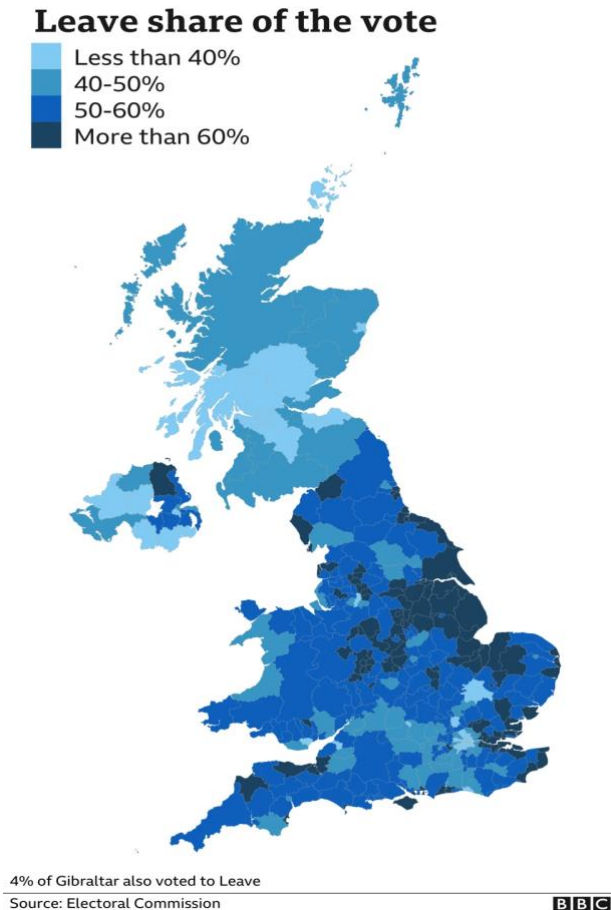 Leave share of the vote
Less than 40%
40-50%
50-60%
More than 60%
4% of Gibraltar also voted to Leave
Source: Electoral Commission
BBC